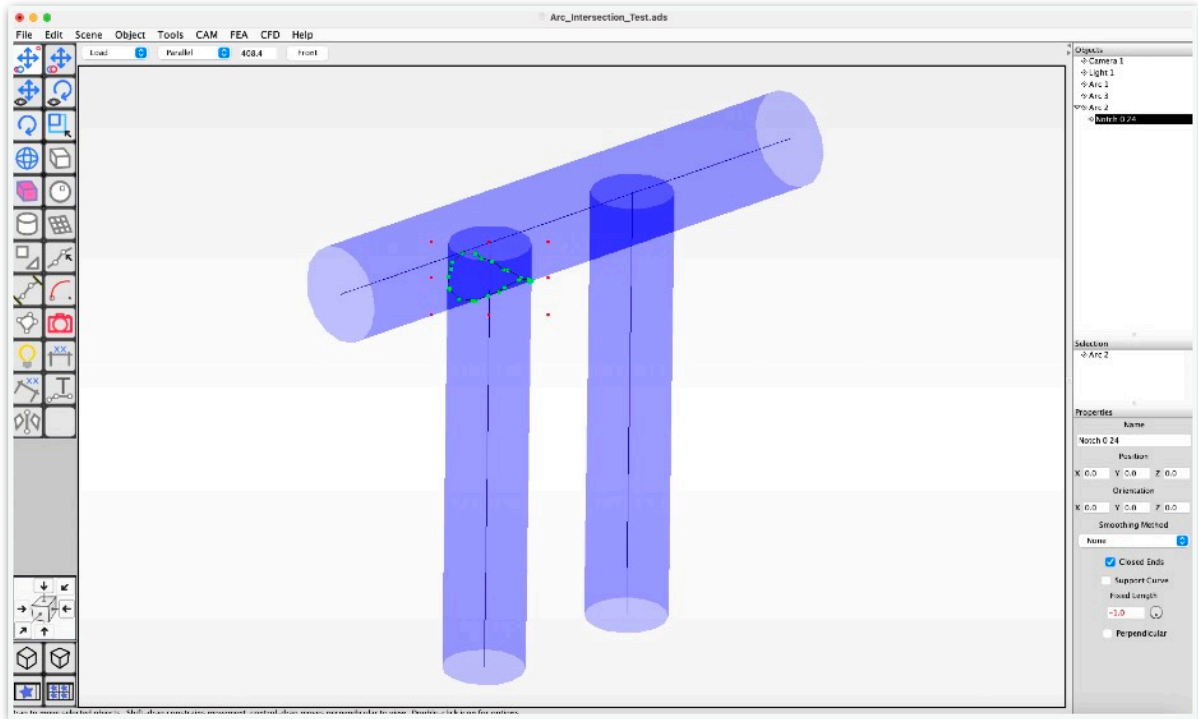 Arc_Intersection_Test.ads
File Edit Scene Object Tools CAM FEA CFD Help
Load Parallel 408.4 Front
Objects
Camera 1
Light 1
Arc 1
Arc 3
Arc 2
Notch 0 24
XX
XX
Selection
Arc 2
Properties
Name
Notch 0 24
Position
X 0.0 Y 0.0 Z 0.0
Orientation
X 0.0 Y 0.0 Z 0.0
Smoothing Method
None
Closed Ends
Support Curve
Fixed Length
-1.0
Perpendicular